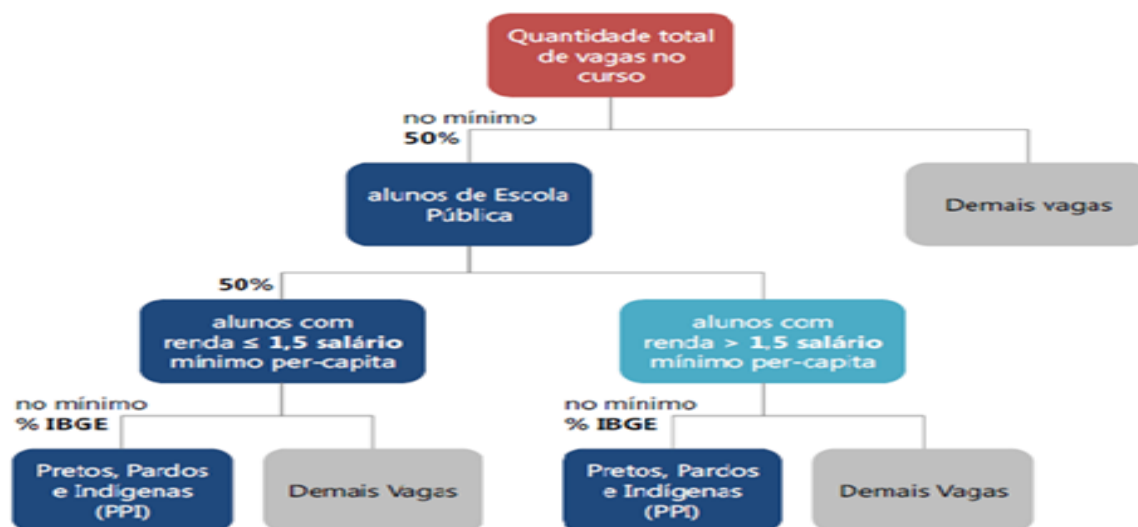 Quantidade total
de vagas no
curso
no mínimo
50%
alunos de Escola
Pública
Demais vagas
50%
alunos com
renda ≤ 1,5 salário
mínimo per-capita
alunos com
renda > 1,5 salário
mínimo per-capita
no mínimo
% IBGE
no mínimo
% IBGE
Pretos, Pardos
e Indígenas
(PPI)
Demais Vagas
Pretos, Pardos
e Indígenas
(PPI)
Demais Vagas